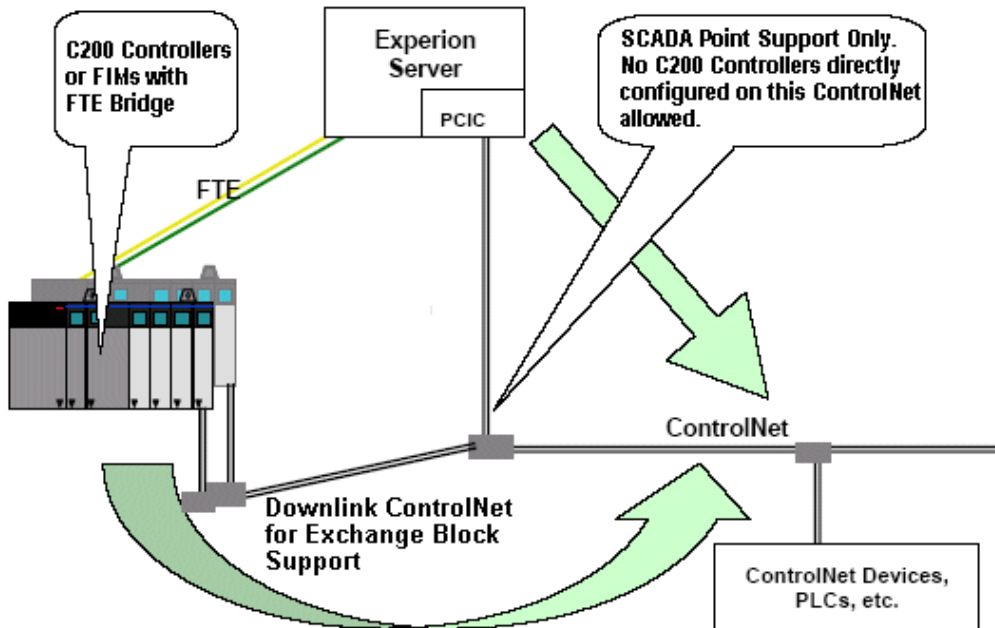 C200 Controllers
or FIMs with
FTE Bridge
Experion
Server
PCIC
SCADA Point Support Only.
No C200 Controllers directly
configured on this ControlNet
allowed.
FTE
ControlNet
Downlink ControlNet
for Exchange Block
Support
ControlNet Devices,
PLCs, etc.